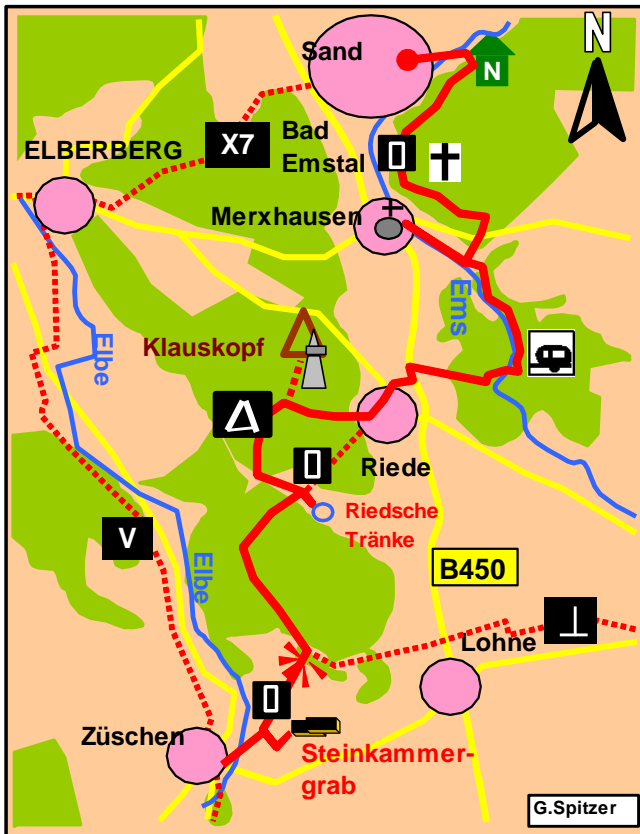 Sand
N
N
X7
Bad
Emstal
ELBERBERG
Merxhausen
Ems
Elbe
Klauskopf
Riede
Riedsche
Tränke
V
Elbe
B450
Lohne
Züschen
Steinkammer-
grab
G.Spitzer